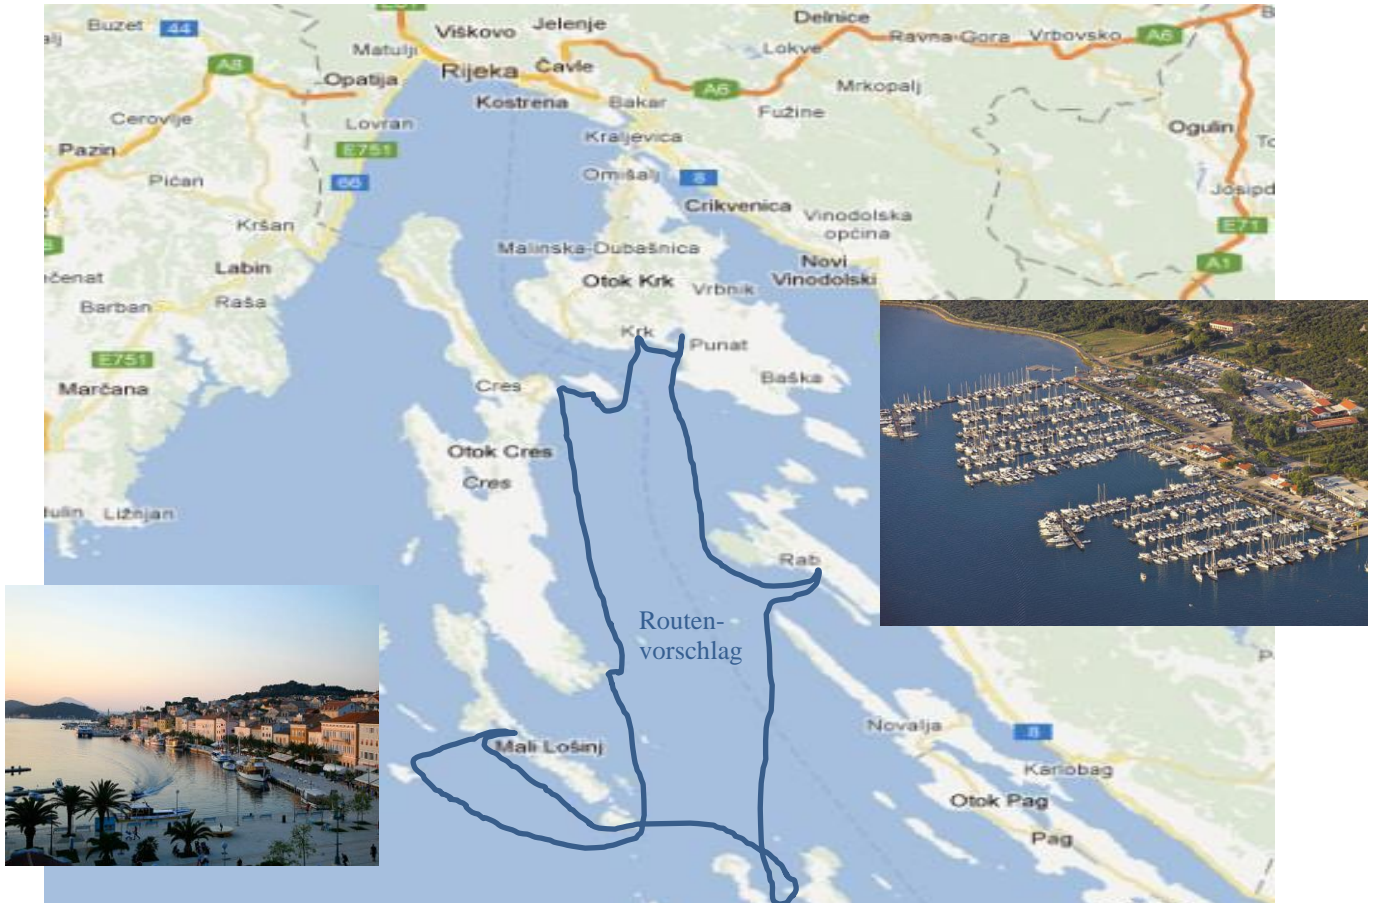 Buzet
44
Viškovo
Jelenje
Delnice
Matulji
Lokve
Ravna Gora
Vrbovsko
A6
A8
Opatija
Rijeka
Čavle
A6
Mrkopalj
Kostrena
Bakar
Fužine
Cerovlje
Lovran
Kraljevica
Ogulin
Pazin
E751
Omišalj
8
Pićan
66
Crikvenica
Josipd
Vinodolska
općina
E71
Kršan
Malinska-Dubašnica
Novi
Vinodolski
A1
Labin
Otok Krk
Vrbnik
Barban
Raša
Krk
Punat
E751
Marčana
Cres
Baška
Otok Cres
Cres
Ližnjan
Rab
Routen-
vorschlag
Novalja
8
Mali Lošinj
Karlobag
Otok Pag
Pag